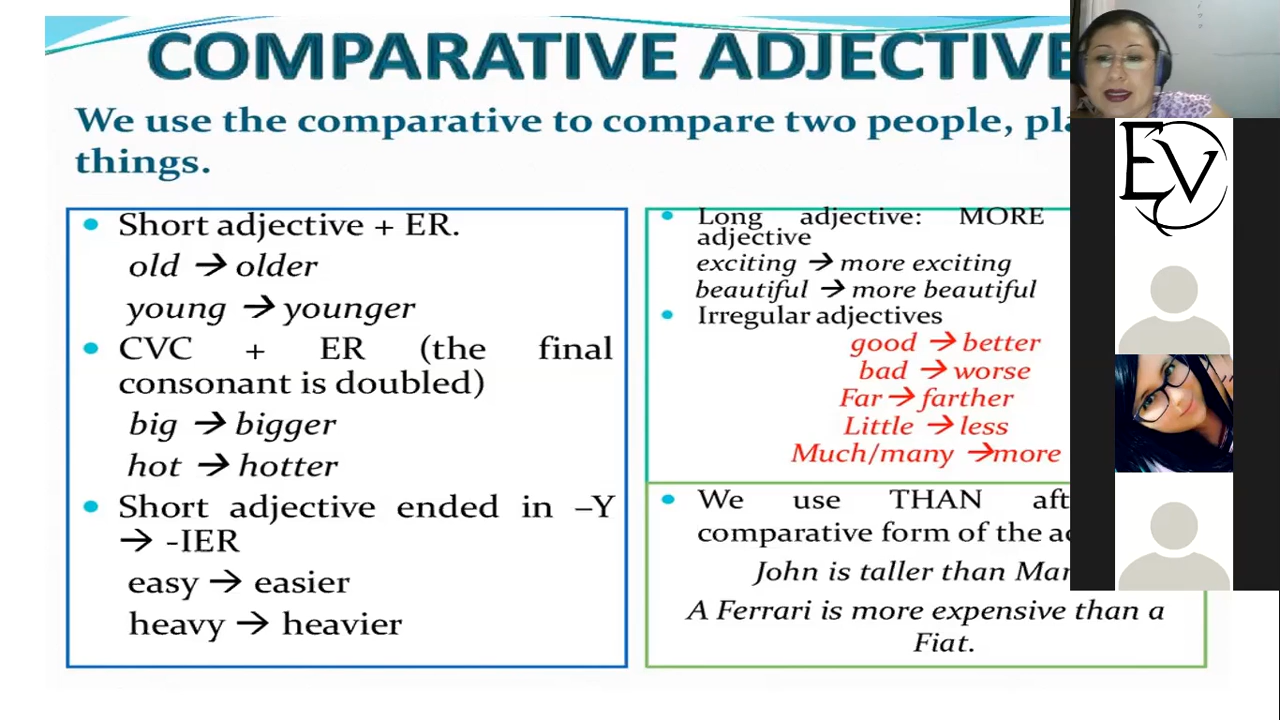 COMPARATIVE ADJECTIVE
We use the comparative to compare two people,
things.
• Short adjective + ER.
old → older
young → younger
• CVC + ER (the final
consonant is doubled)
big → bigger
hot → hotter
• Short adjective ended in –Y
→ -IER
easy → easier
heavy → heavier
• Long adjective: MORE
adjective
exciting → more exciting
beautiful → more beautiful
• Irregular adjectives
good → better
bad → worse
Far → farther
Little → less
Much/many →more
• We use THAN
comparative form of the
John is taller than
A Ferrari is more expensive than a
Fiat.
EV